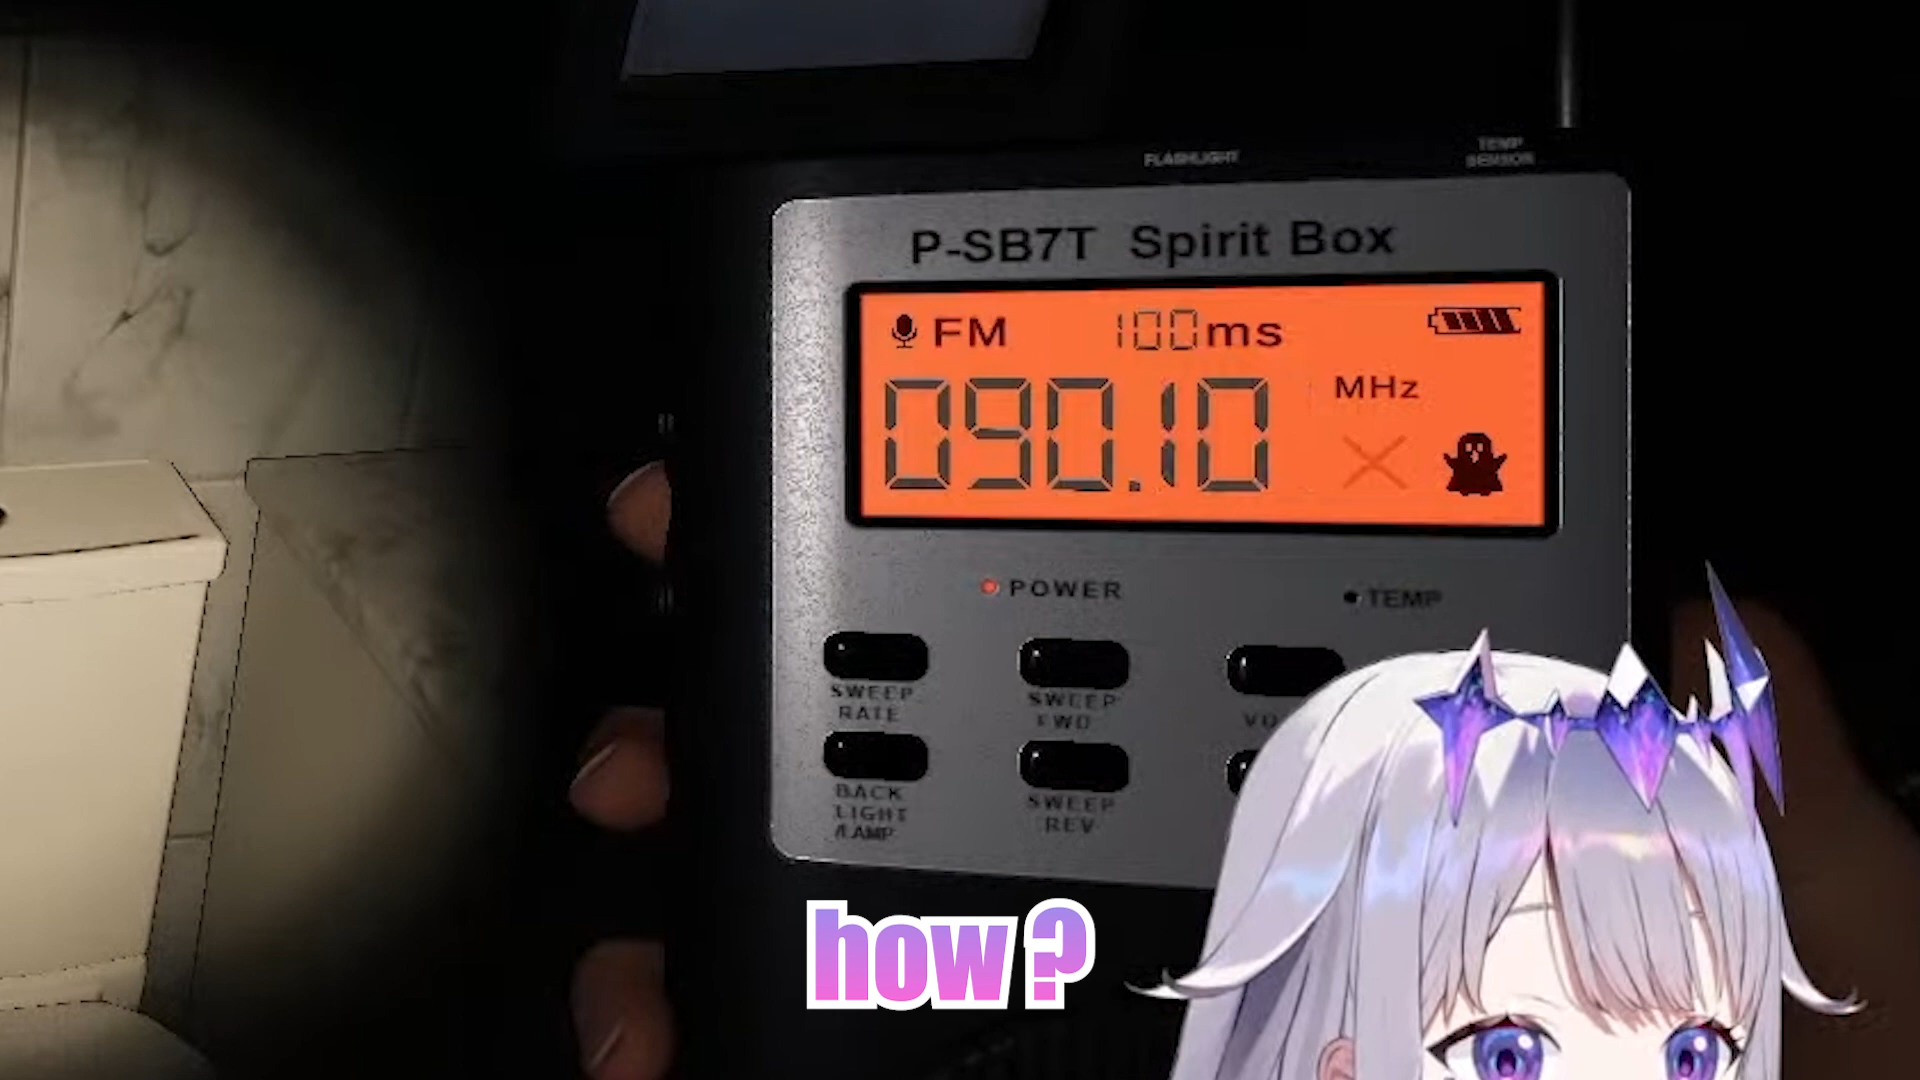 FLASHLIGHT
TEMP
SENSOR
P-SB7T Spirit Box
FM 100ms
MHz
090.10
POWER
TEMP
SWEEP
RATE
SWEEP
FWD
VO
BACK
LIGHT
/LAMP
SWEEP
REV
how?